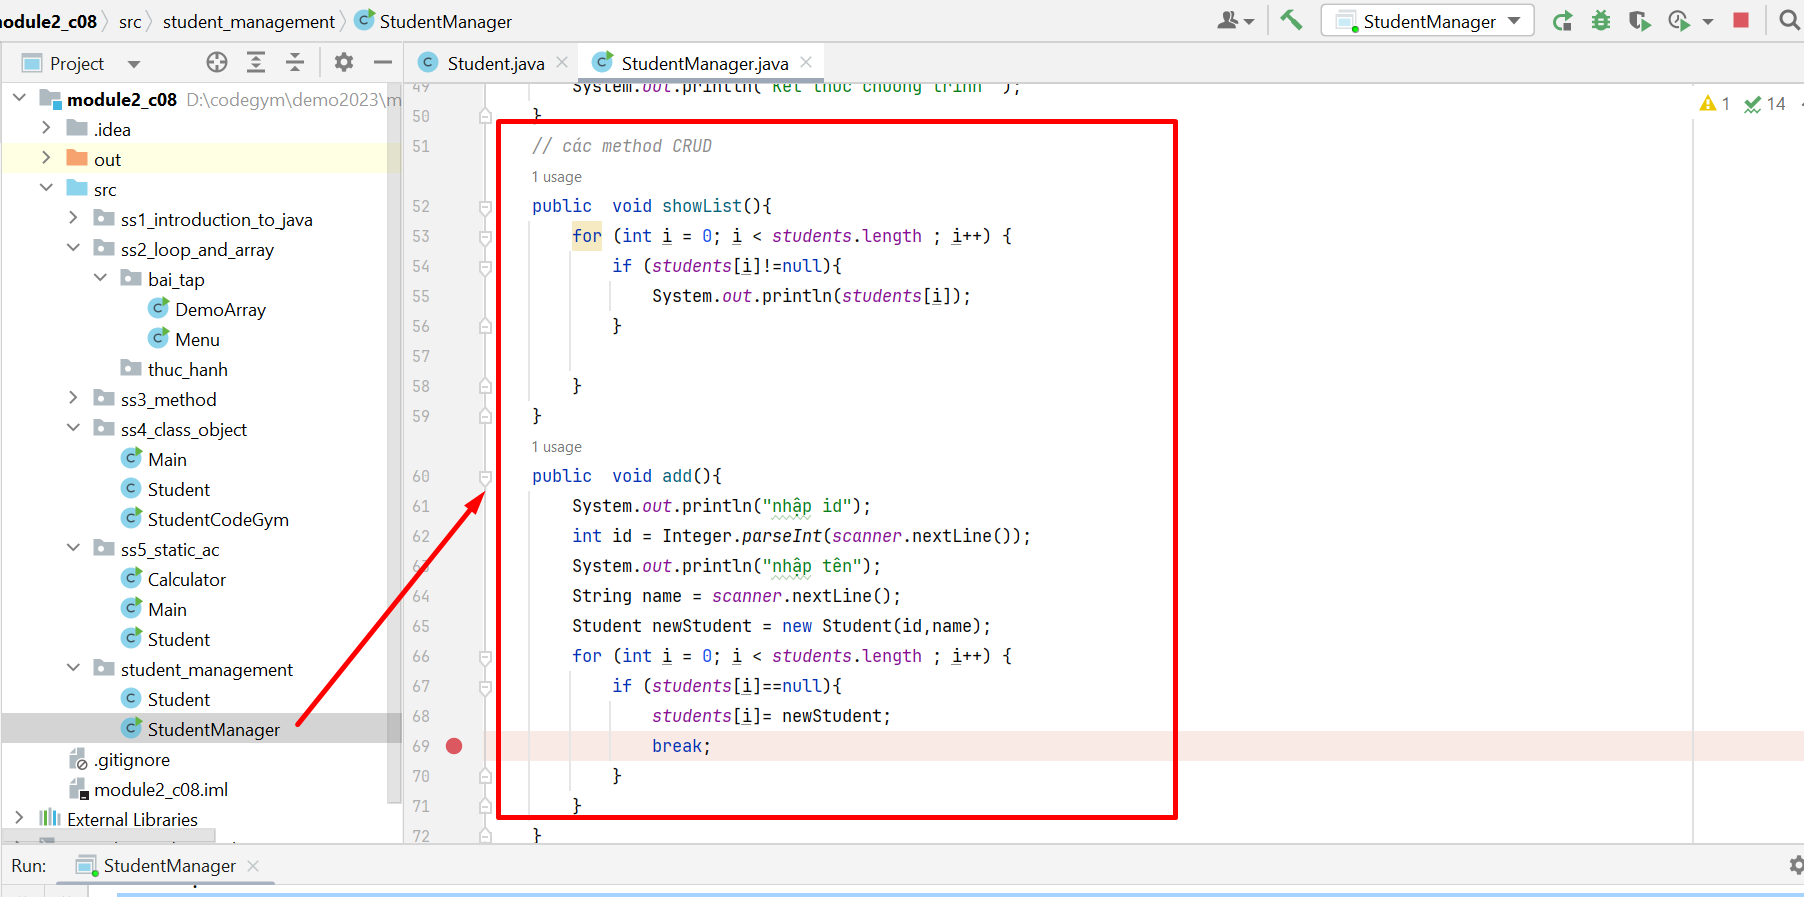 module2_c08 src student_management StudentManager
StudentManager
Project
Student.java
StudentManager.java
module2_c08 D:\codegym\demo2023\m
.idea
out
src
ss1_introduction_to_java
ss2_loop_and_array
bai_tap
DemoArray
Menu
thuc_hanh
ss3_method
ss4_class_object
Main
Student
StudentCodeGym
ss5_static_ac
Calculator
Main
Student
student_management
Student
StudentManager
.gitignore
module2_c08.iml
External Libraries
1 14
49 System.out.println("Kết thúc chương trình ");
50 }
51 // các method CRUD
1 usage
52 public  void showList(){
53 for (int i = 0; i < students.length ; i++) {
54 if (students[i]!=null){
55 System.out.println(students[i]);
56 }
57
58 }
59 }
1 usage
60 public  void add(){
61 System.out.println("nhập id");
62 int id = Integer.parseInt(scanner.nextLine());
63 System.out.println("nhập tên");
64 String name = scanner.nextLine();
65 Student newStudent = new Student(id,name);
66 for (int i = 0; i < students.length ; i++) {
67 if (students[i]==null){
68 students[i]= newStudent;
69 break;
70 }
71 }
72 }
Run: StudentManager